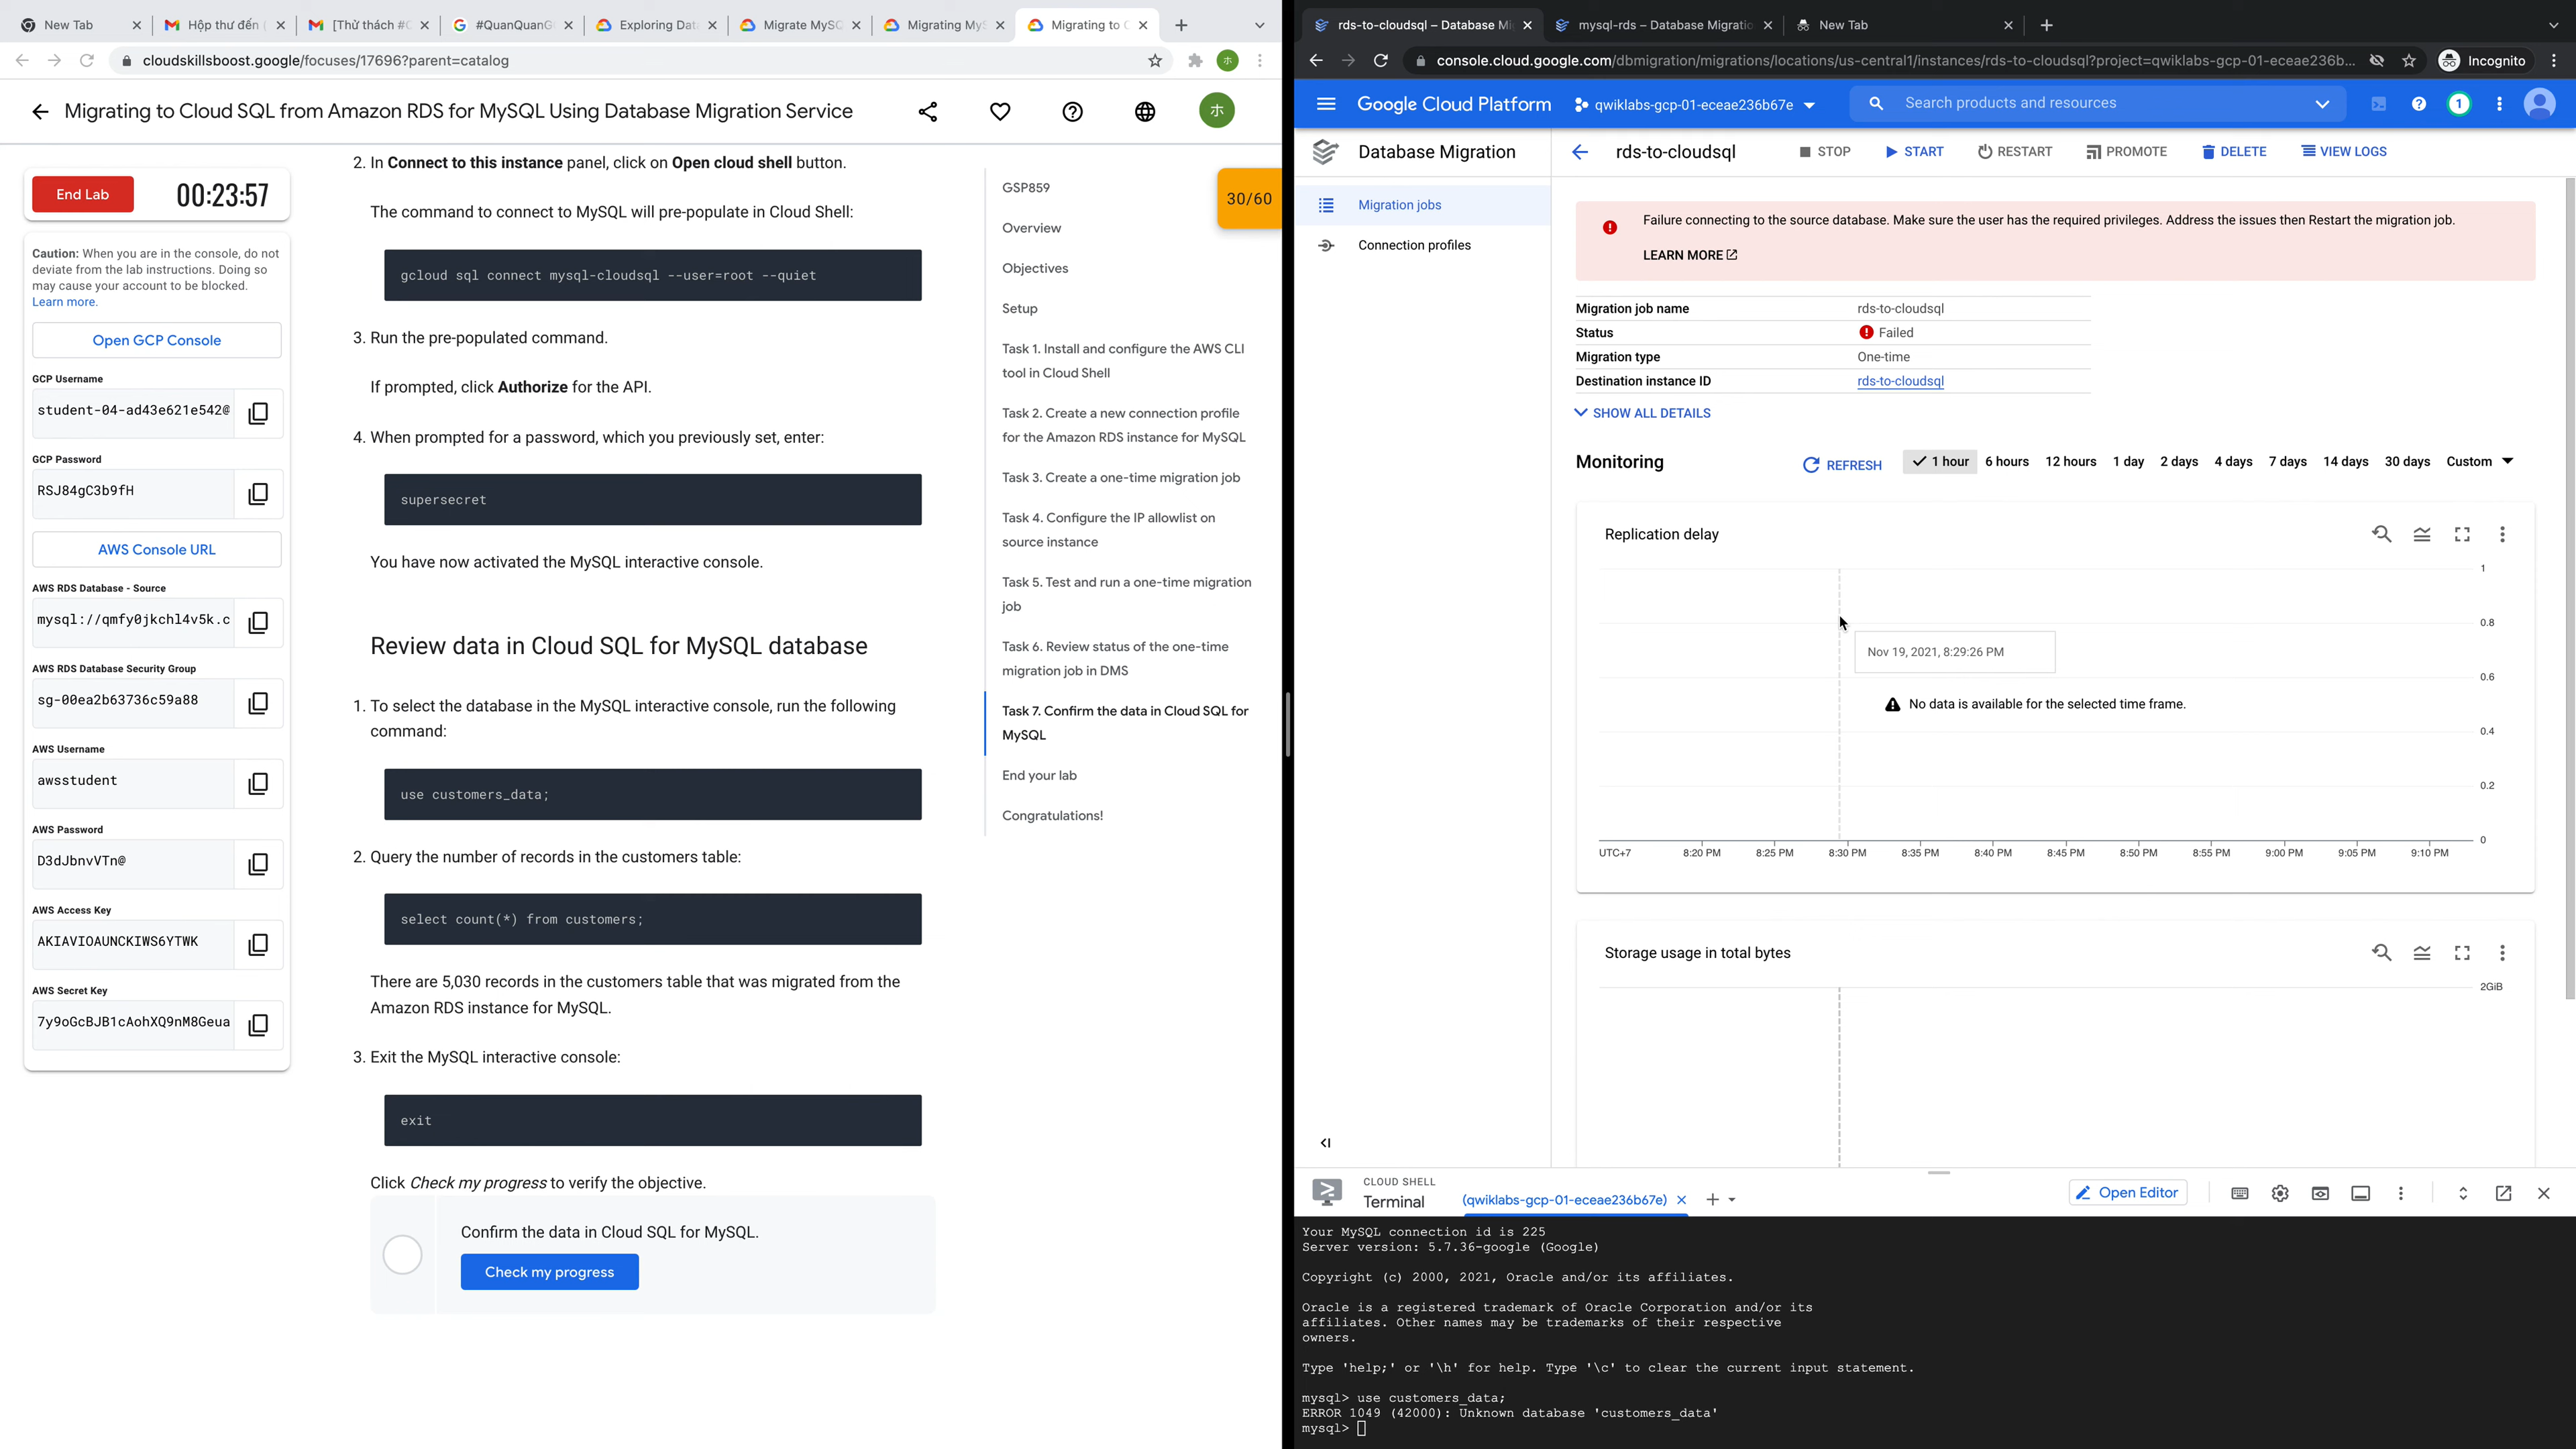 New Tab
Hộp thư đến (
[Thử thách #C
#QuanQuanG
Exploring Dat
Migrate MySQ
Migrating MyS
Migrating to C
cloudskillsboost.google/focuses/17696?parent=catalog
Migrating to Cloud SQL from Amazon RDS for MySQL Using Database Migration Service
End Lab
00:23:57
Caution: When you are in the console, do not
deviate from the lab instructions. Doing so
may cause your account to be blocked.
Learn more.
Open GCP Console
GCP Username
student-04-ad43e621e542@
GCP Password
RSJ84gC3b9fH
AWS Console URL
AWS RDS Database - Source
mysql://qmfy0jkchl4v5k.c
AWS RDS Database Security Group
sg-00ea2b63736c59a88
AWS Username
awsstudent
AWS Password
D3dJbnvVTn@
AWS Access Key
AKIAVIOAUNCKIWS6YTWK
AWS Secret Key
7y9oGcBJB1cAohXQ9nM8Geua
2. In Connect to this instance panel, click on Open cloud shell button.
The command to connect to MySQL will pre-populate in Cloud Shell:
gcloud sql connect mysql-cloudsql --user=root --quiet
3. Run the pre-populated command.
If prompted, click Authorize for the API.
4. When prompted for a password, which you previously set, enter:
supersecret
You have now activated the MySQL interactive console.
Review data in Cloud SQL for MySQL database
1. To select the database in the MySQL interactive console, run the following
command:
use customers_data;
2. Query the number of records in the customers table:
select count(*) from customers;
There are 5,030 records in the customers table that was migrated from the
Amazon RDS instance for MySQL.
3. Exit the MySQL interactive console:
exit
Click Check my progress to verify the objective.
Confirm the data in Cloud SQL for MySQL.
Check my progress
30/60
GSP859
Overview
Objectives
Setup
Task 1. Install and configure the AWS CLI
tool in Cloud Shell
Task 2. Create a new connection profile
for the Amazon RDS instance for MySQL
Task 3. Create a one-time migration job
Task 4. Configure the IP allowlist on
source instance
Task 5. Test and run a one-time migration
job
Task 6. Review status of the one-time
migration job in DMS
Task 7. Confirm the data in Cloud SQL for
MySQL
End your lab
Congratulations!
rds-to-cloudsql – Database Mi
mysql-rds – Database Migratio
New Tab
console.cloud.google.com/dbmigration/migrations/locations/us-central1/instances/rds-to-cloudsql?project=qwiklabs-gcp-01-eceae236b...
Incognito
Google Cloud Platform
qwiklabs-gcp-01-eceae236b67e
Search products and resources
1
Database Migration
Migration jobs
Connection profiles
rds-to-cloudsql
STOP
START
RESTART
PROMOTE
DELETE
VIEW LOGS
Failure connecting to the source database. Make sure the user has the required privileges. Address the issues then Restart the migration job.
LEARN MORE
Migration job name rds-to-cloudsql
Status Failed
Migration type One-time
Destination instance ID rds-to-cloudsql
SHOW ALL DETAILS
Monitoring
REFRESH
1 hour 6 hours 12 hours 1 day 2 days 4 days 7 days 14 days 30 days Custom
Replication delay
1
0.8
Nov 19, 2021, 8:29:26 PM
0.6
No data is available for the selected time frame.
0.4
0.2
0
UTC+7 8:20 PM 8:25 PM 8:30 PM 8:35 PM 8:40 PM 8:45 PM 8:50 PM 8:55 PM 9:00 PM 9:05 PM 9:10 PM
Storage usage in total bytes
2GiB
CLOUD SHELL
Terminal
(qwiklabs-gcp-01-eceae236b67e)
Open Editor
Your MySQL connection id is 225
Server version: 5.7.36-google (Google)
Copyright (c) 2000, 2021, Oracle and/or its affiliates.
Oracle is a registered trademark of Oracle Corporation and/or its
affiliates. Other names may be trademarks of their respective
owners.
Type 'help;' or '\h' for help. Type '\c' to clear the current input statement.
mysql> use customers_data;
ERROR 1049 (42000): Unknown database 'customers_data'
mysql>